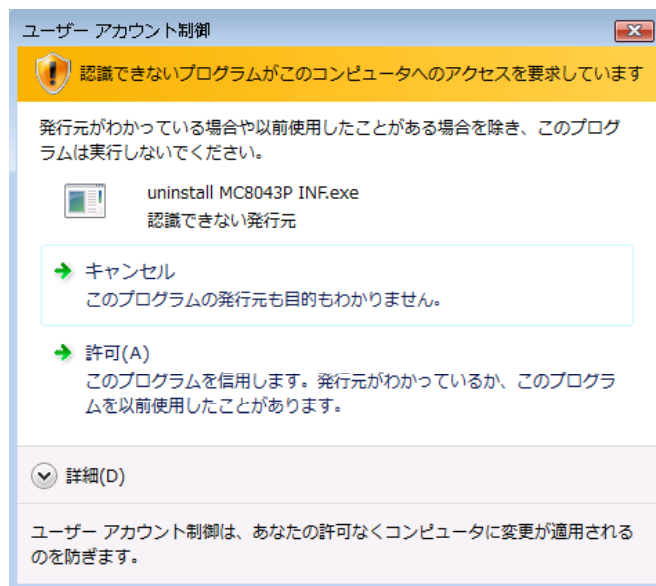 ユーザー アカウント制御
認識できないプログラムがこのコンピュータへのアクセスを要求しています
発行元がわかっている場合や以前使用したことがある場合を除き、このプログ
ラムは実行しないでください。
uninstall MC8043P INF.exe
認識できない発行元
キャンセル
このプログラムの発行元も目的もわかりません。
許可(A)
このプログラムを信用します。発行元がわかっているか、このプログラ
ムを以前使用したことがあります。
詳細(D)
ユーザー アカウント制御は、あなたの許可なくコンピュータに変更が適用される
のを防ぎます。